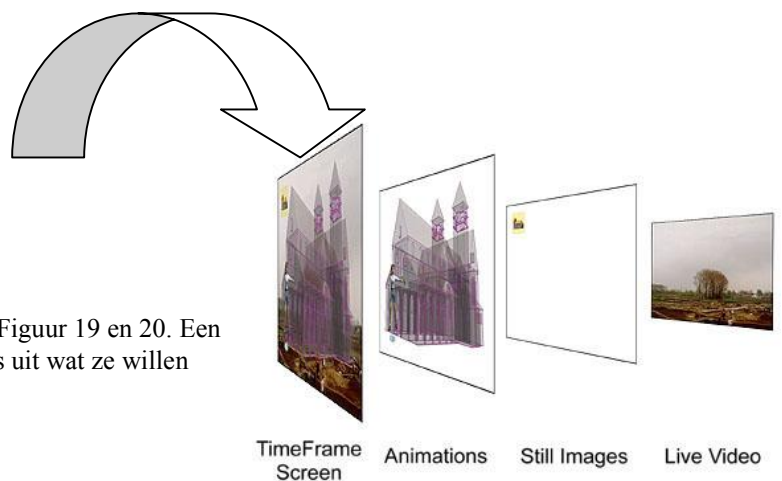 Figuur 19 en 20. Een
s uit wat ze willen
TimeFrame
Screen
Animations
Still Images
Live Video